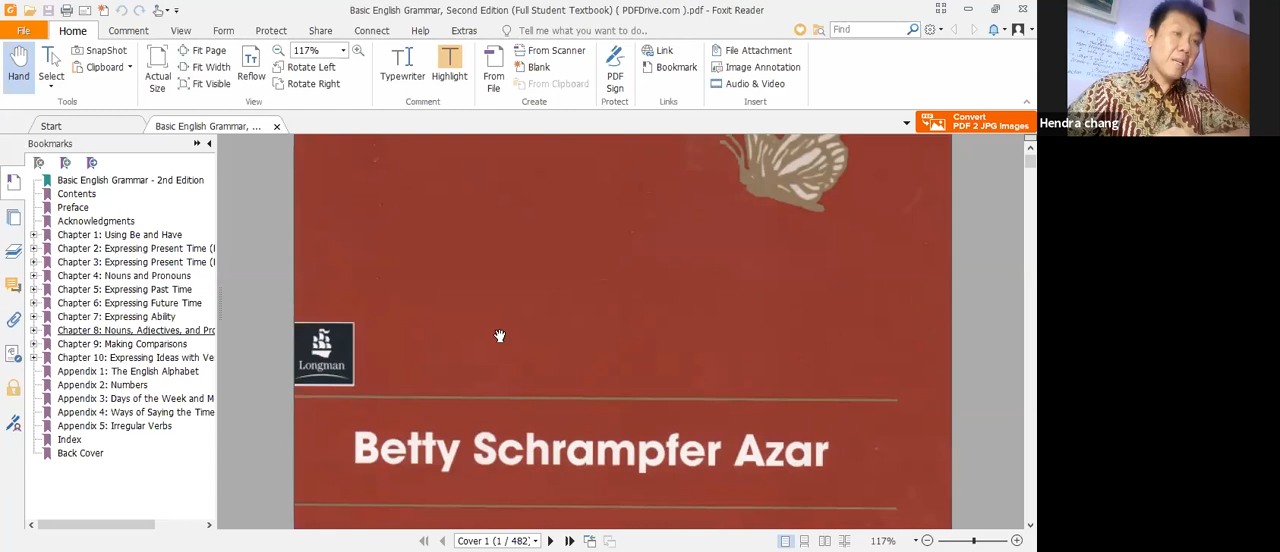 Basic English Grammar, Second Edition (Full Student Textbook) ( PDFDrive.com ).pdf - Foxit Reader
File Home Comment View Form Protect Share Connect Help Extras Tell me what you want to do.. Find
Hand
Select
SnapShot
Clipboard
Tools
Actual Size
Fit Page
Fit Width
Fit Visible
Reflow
117%
Rotate Left
Rotate Right
View
Typewriter
Highlight
Comment
From File
From Scanner
Blank
From Clipboard
Create
PDF Sign
Protect
Link
Bookmark
Links
File Attachment
Image Annotation
Audio & Video
Insert
Start
Basic English Grammar, ...
Convert
PDF 2 JPG Images
Hendra chang
Bookmarks
Basic English Grammar - 2nd Edition
Contents
Preface
Acknowledgments
Chapter 1: Using Be and Have
Chapter 2: Expressing Present Time (
Chapter 3: Expressing Present Time (
Chapter 4: Nouns and Pronouns
Chapter 5: Expressing Past Time
Chapter 6: Expressing Future Time
Chapter 7: Expressing Ability
Chapter 8: Nouns, Adjectives, and Pro
Chapter 9: Making Comparisons
Chapter 10: Expressing Ideas with Ve
Appendix 1: The English Alphabet
Appendix 2: Numbers
Appendix 3: Days of the Week and M
Appendix 4: Ways of Saying the Time
Appendix 5: Irregular Verbs
Index
Back Cover
Longman
Betty Schrampfer Azar
Cover 1 (1 / 482)
117%